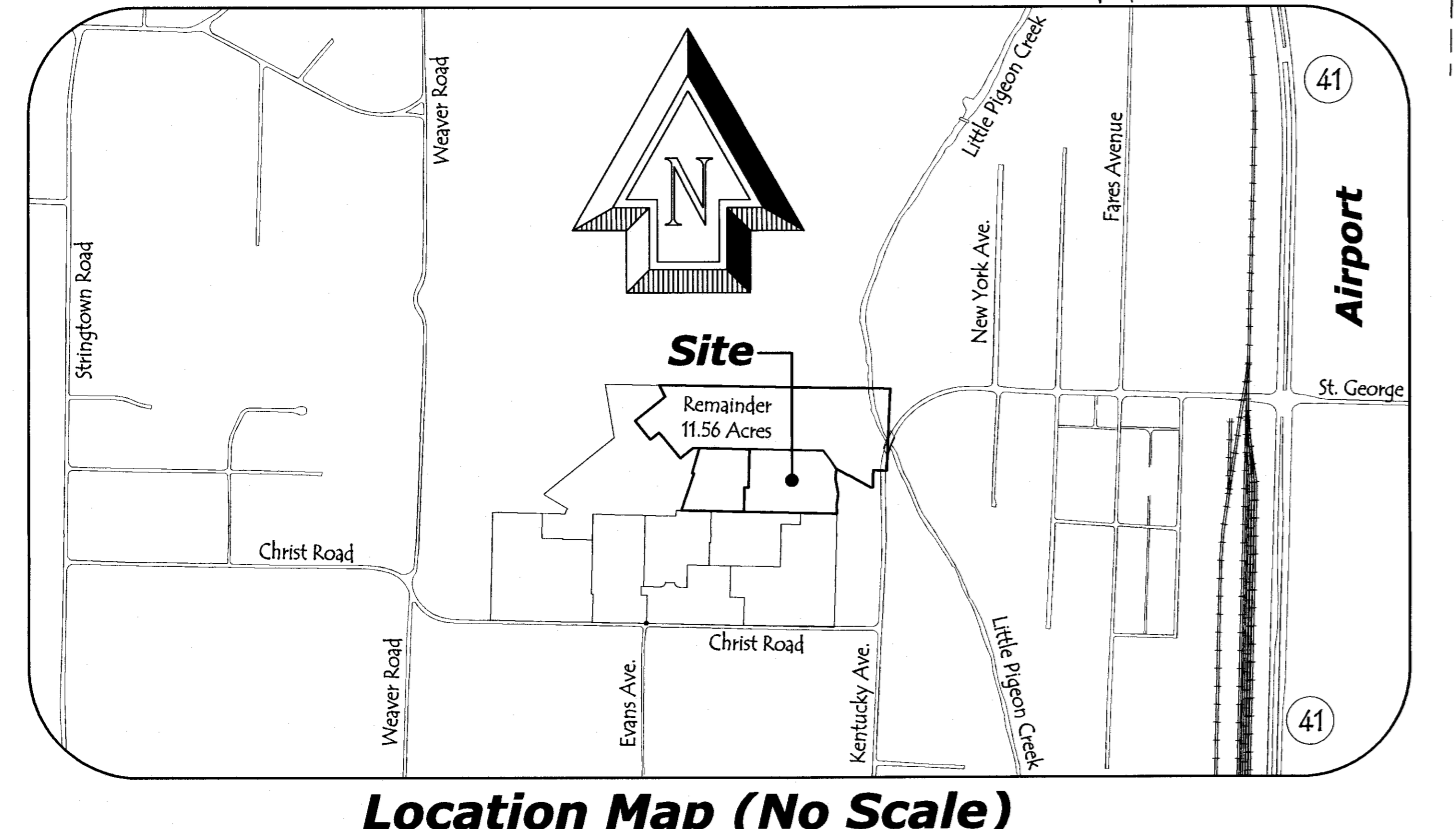 Little Pigeon Creek
41
Weaver Road
Fares Avenue
N
New York Ave.
Airport
Stringtown Road
Site
St. George
Remainder
11.56 Acres
Christ Road
Christ Road
Weaver Road
Evans Ave.
Kentucky Ave.
Little Pigeon Creek
41
Location Map (No Scale)